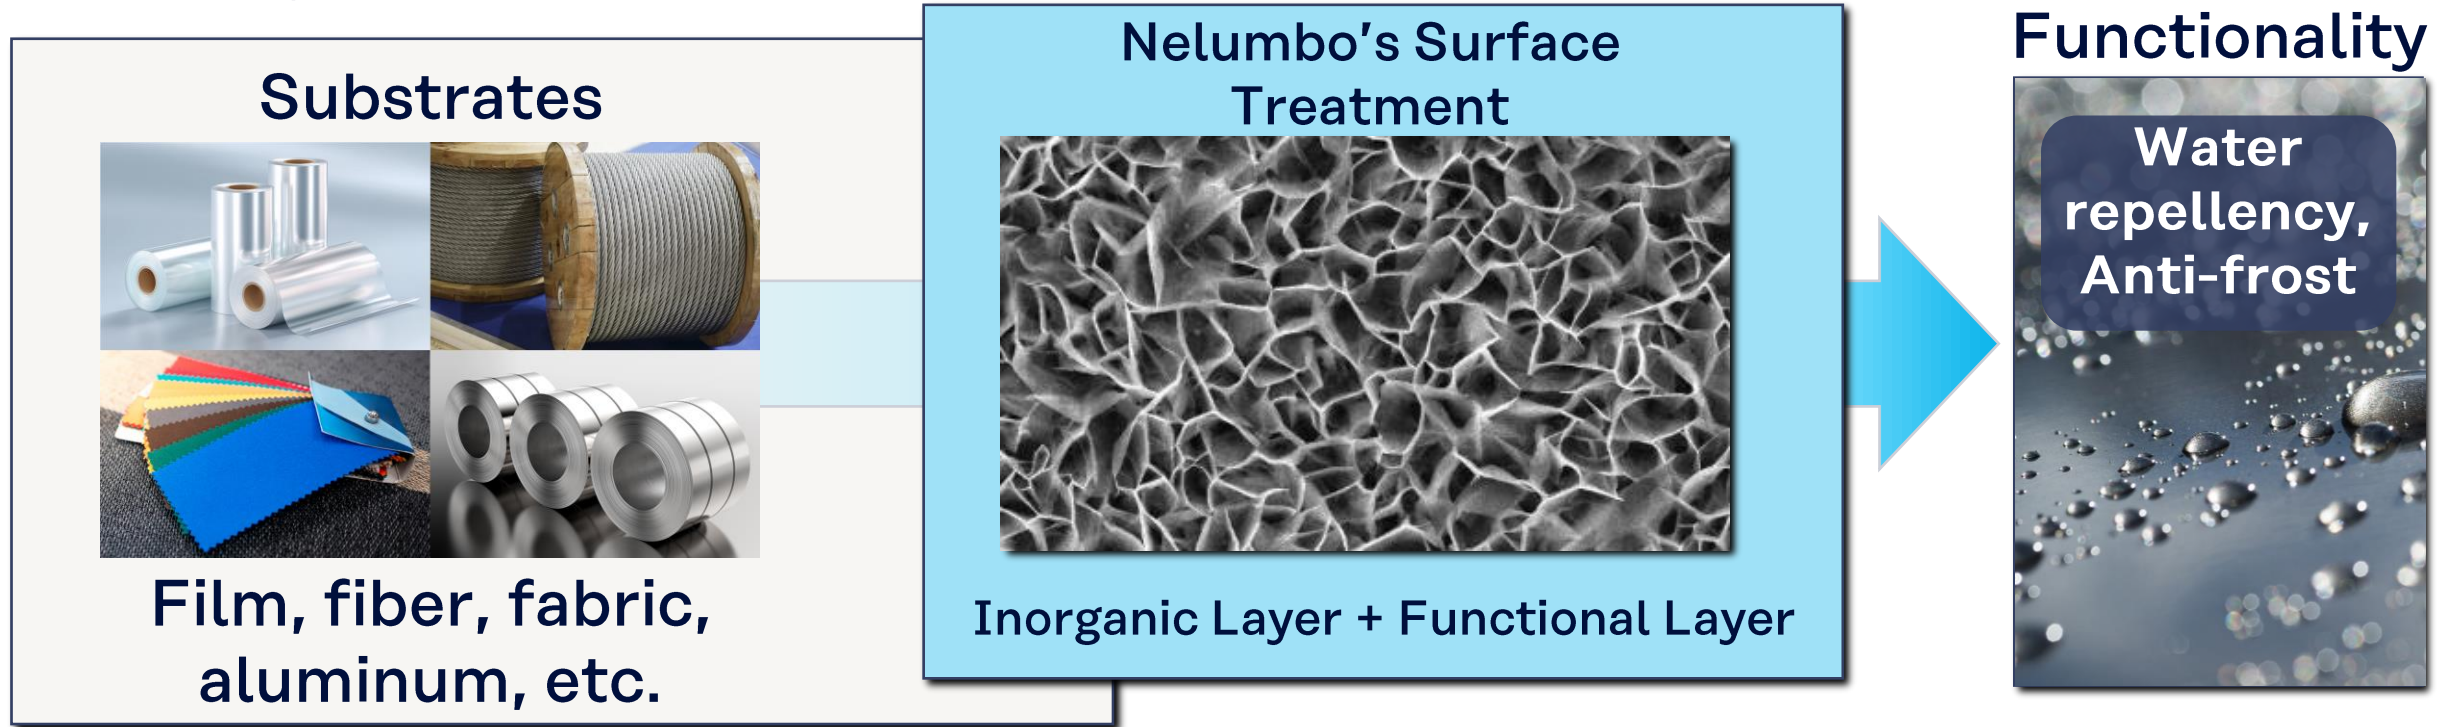 Substrates
Film, fiber, fabric,
aluminum, etc.
Nelumbo’s Surface
Treatment
Inorganic Layer + Functional Layer
Functionality
Water
repellency,
Anti-frost